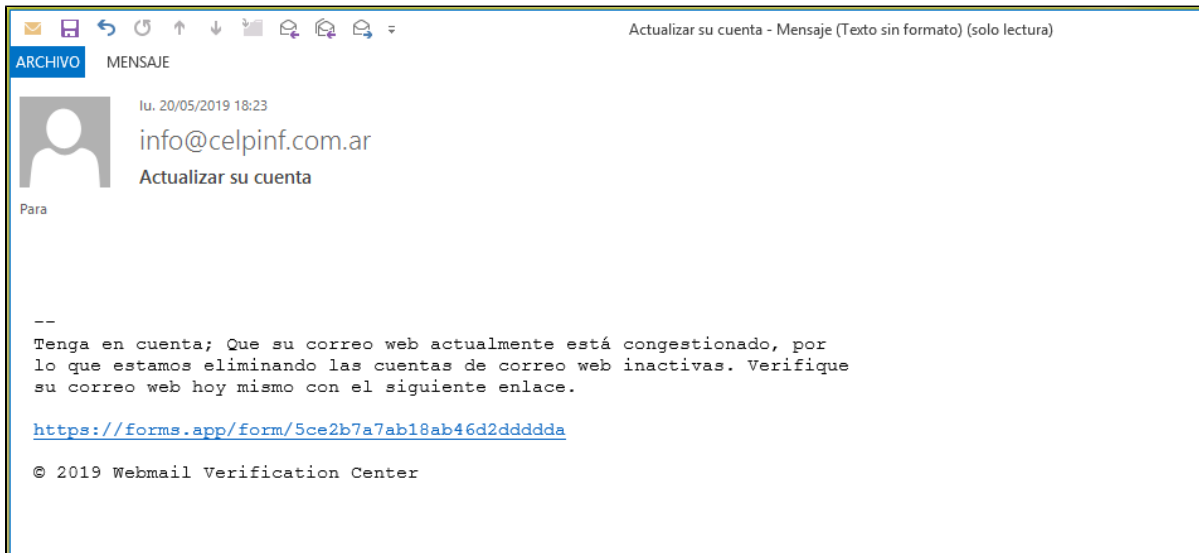 Actualizar su cuenta - Mensaje (Texto sin formato) (solo lectura)
ARCHIVO MENSAJE
lu. 20/05/2019 18:23
info@celpinf.com.ar
Actualizar su cuenta
Para
--
Tenga en cuenta; Que su correo web actualmente está congestionado, por
lo que estamos eliminando las cuentas de correo web inactivas. Verifique
su correo web hoy mismo con el siguiente enlace.
https://forms.app/form/5ce2b7a7ab18ab46d2ddddda
© 2019 Webmail Verification Center